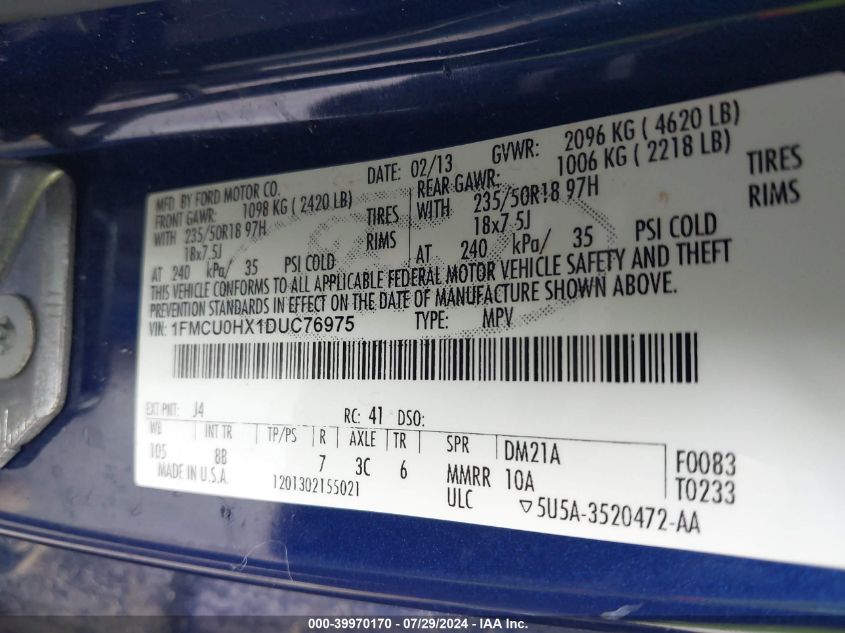 MFD. BY FORD MOTOR CO.
DATE: 02/13
GVWR: 2096 KG ( 4620 LB)
FRONT GAWR: 1098 KG ( 2420 LB)
REAR GAWR: 1006 KG ( 2218 LB)
WITH 235/50R18 97H TIRES
WITH 235/50R18 97H TIRES
18x7.5J RIMS
18x7.5J RIMS
AT 240 kPa/ 35 PSI COLD
AT 240 kPa/ 35 PSI COLD
THIS VEHICLE CONFORMS TO ALL APPLICABLE FEDERAL MOTOR VEHICLE SAFETY AND THEFT
PREVENTION STANDARDS IN EFFECT ON THE DATE OF MANUFACTURE SHOWN ABOVE.
VIN: 1FMCU0HX1DUC76975 TYPE: MPV
EXT PNT: J4 RC: 41 DSO:
WB INT TR TP/PS R AXLE TR SPR DM21A F0083
105 8B 7 3C 6 MMRR 10A T0233
MADE IN U.S.A. 1201302155021 ULC ▽5U5A-3520472-AA
000-39970170 - 07/29/2024 - IAA Inc.